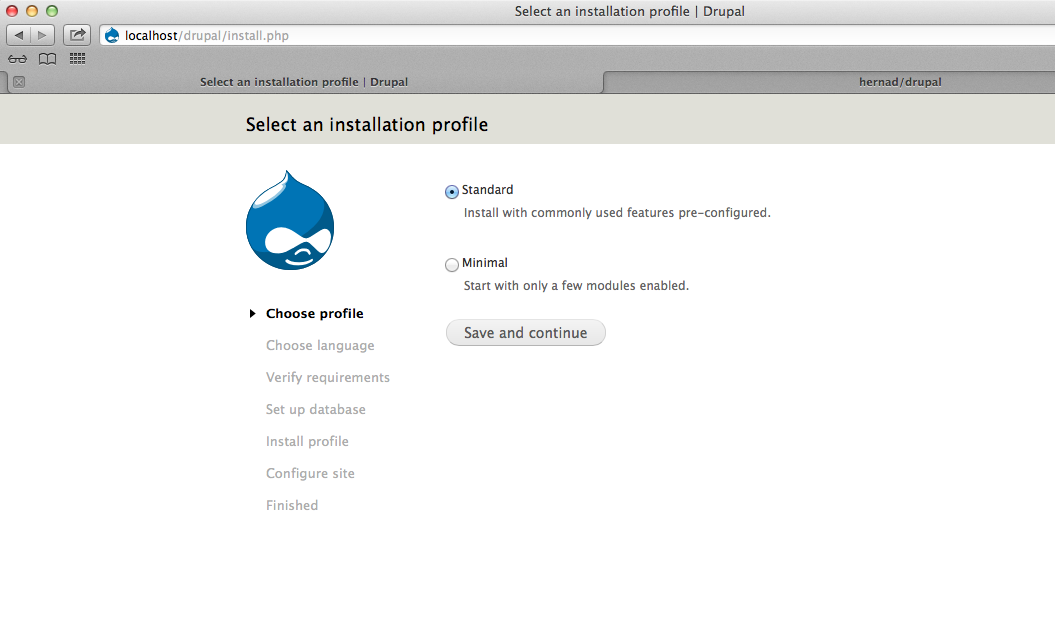 Select an installation profile | Drupal
localhost/drupal/install.php
Select an installation profile | Drupal
hernad/drupal
Select an installation profile
Standard
Install with commonly used features pre-configured.
Minimal
Start with only a few modules enabled.
Save and continue
Choose profile
Choose language
Verify requirements
Set up database
Install profile
Configure site
Finished